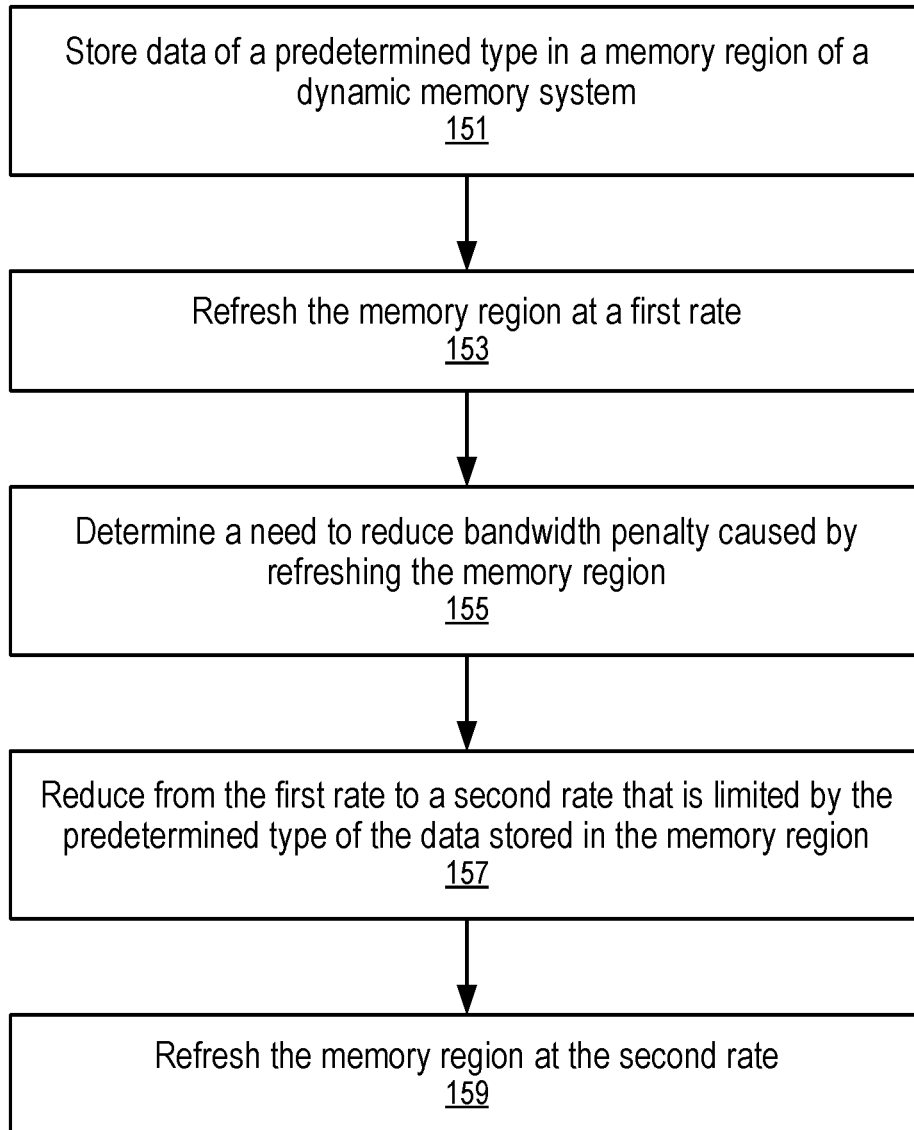 Store data of a predetermined type in a memory region of a
dynamic memory system
151
Refresh the memory region at a first rate
153
Determine a need to reduce bandwidth penalty caused by
refreshing the memory region
155
Reduce from the first rate to a second rate that is limited by the
predetermined type of the data stored in the memory region
157
Refresh the memory region at the second rate
159